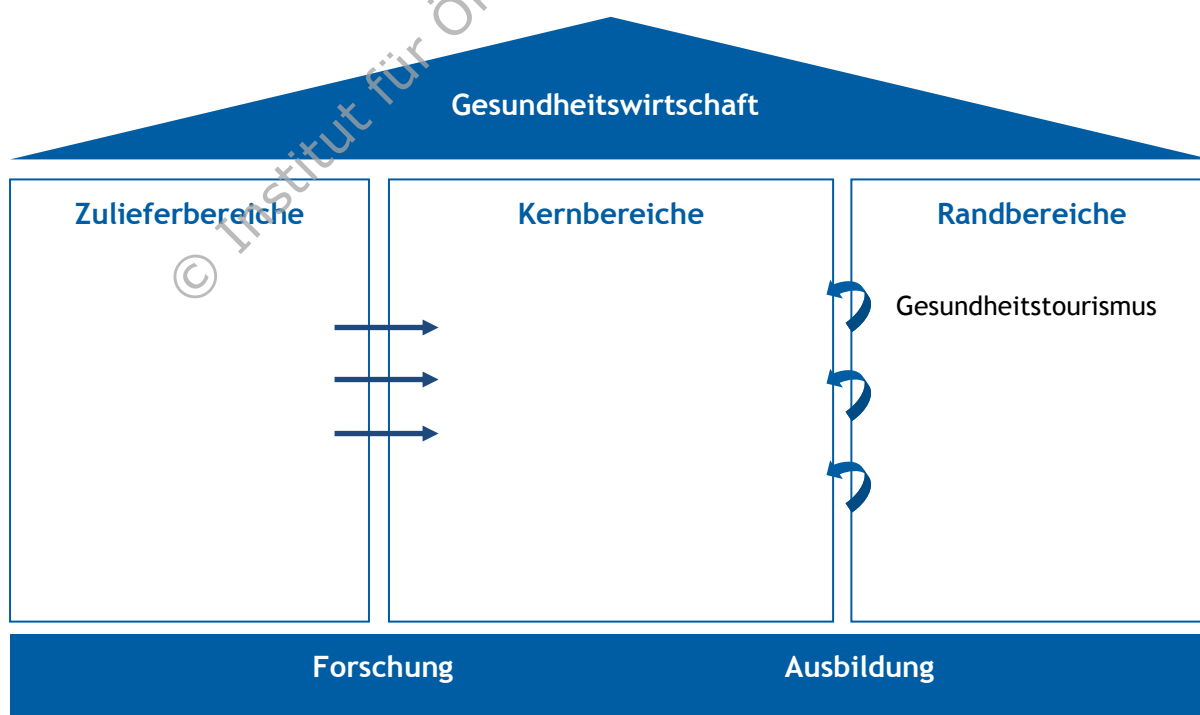 Gesundheitswirtschaft
Zulieferbereiche
Kernbereiche
Randbereiche
Gesundheitstourismus
Forschung
Ausbildung
© Institut für